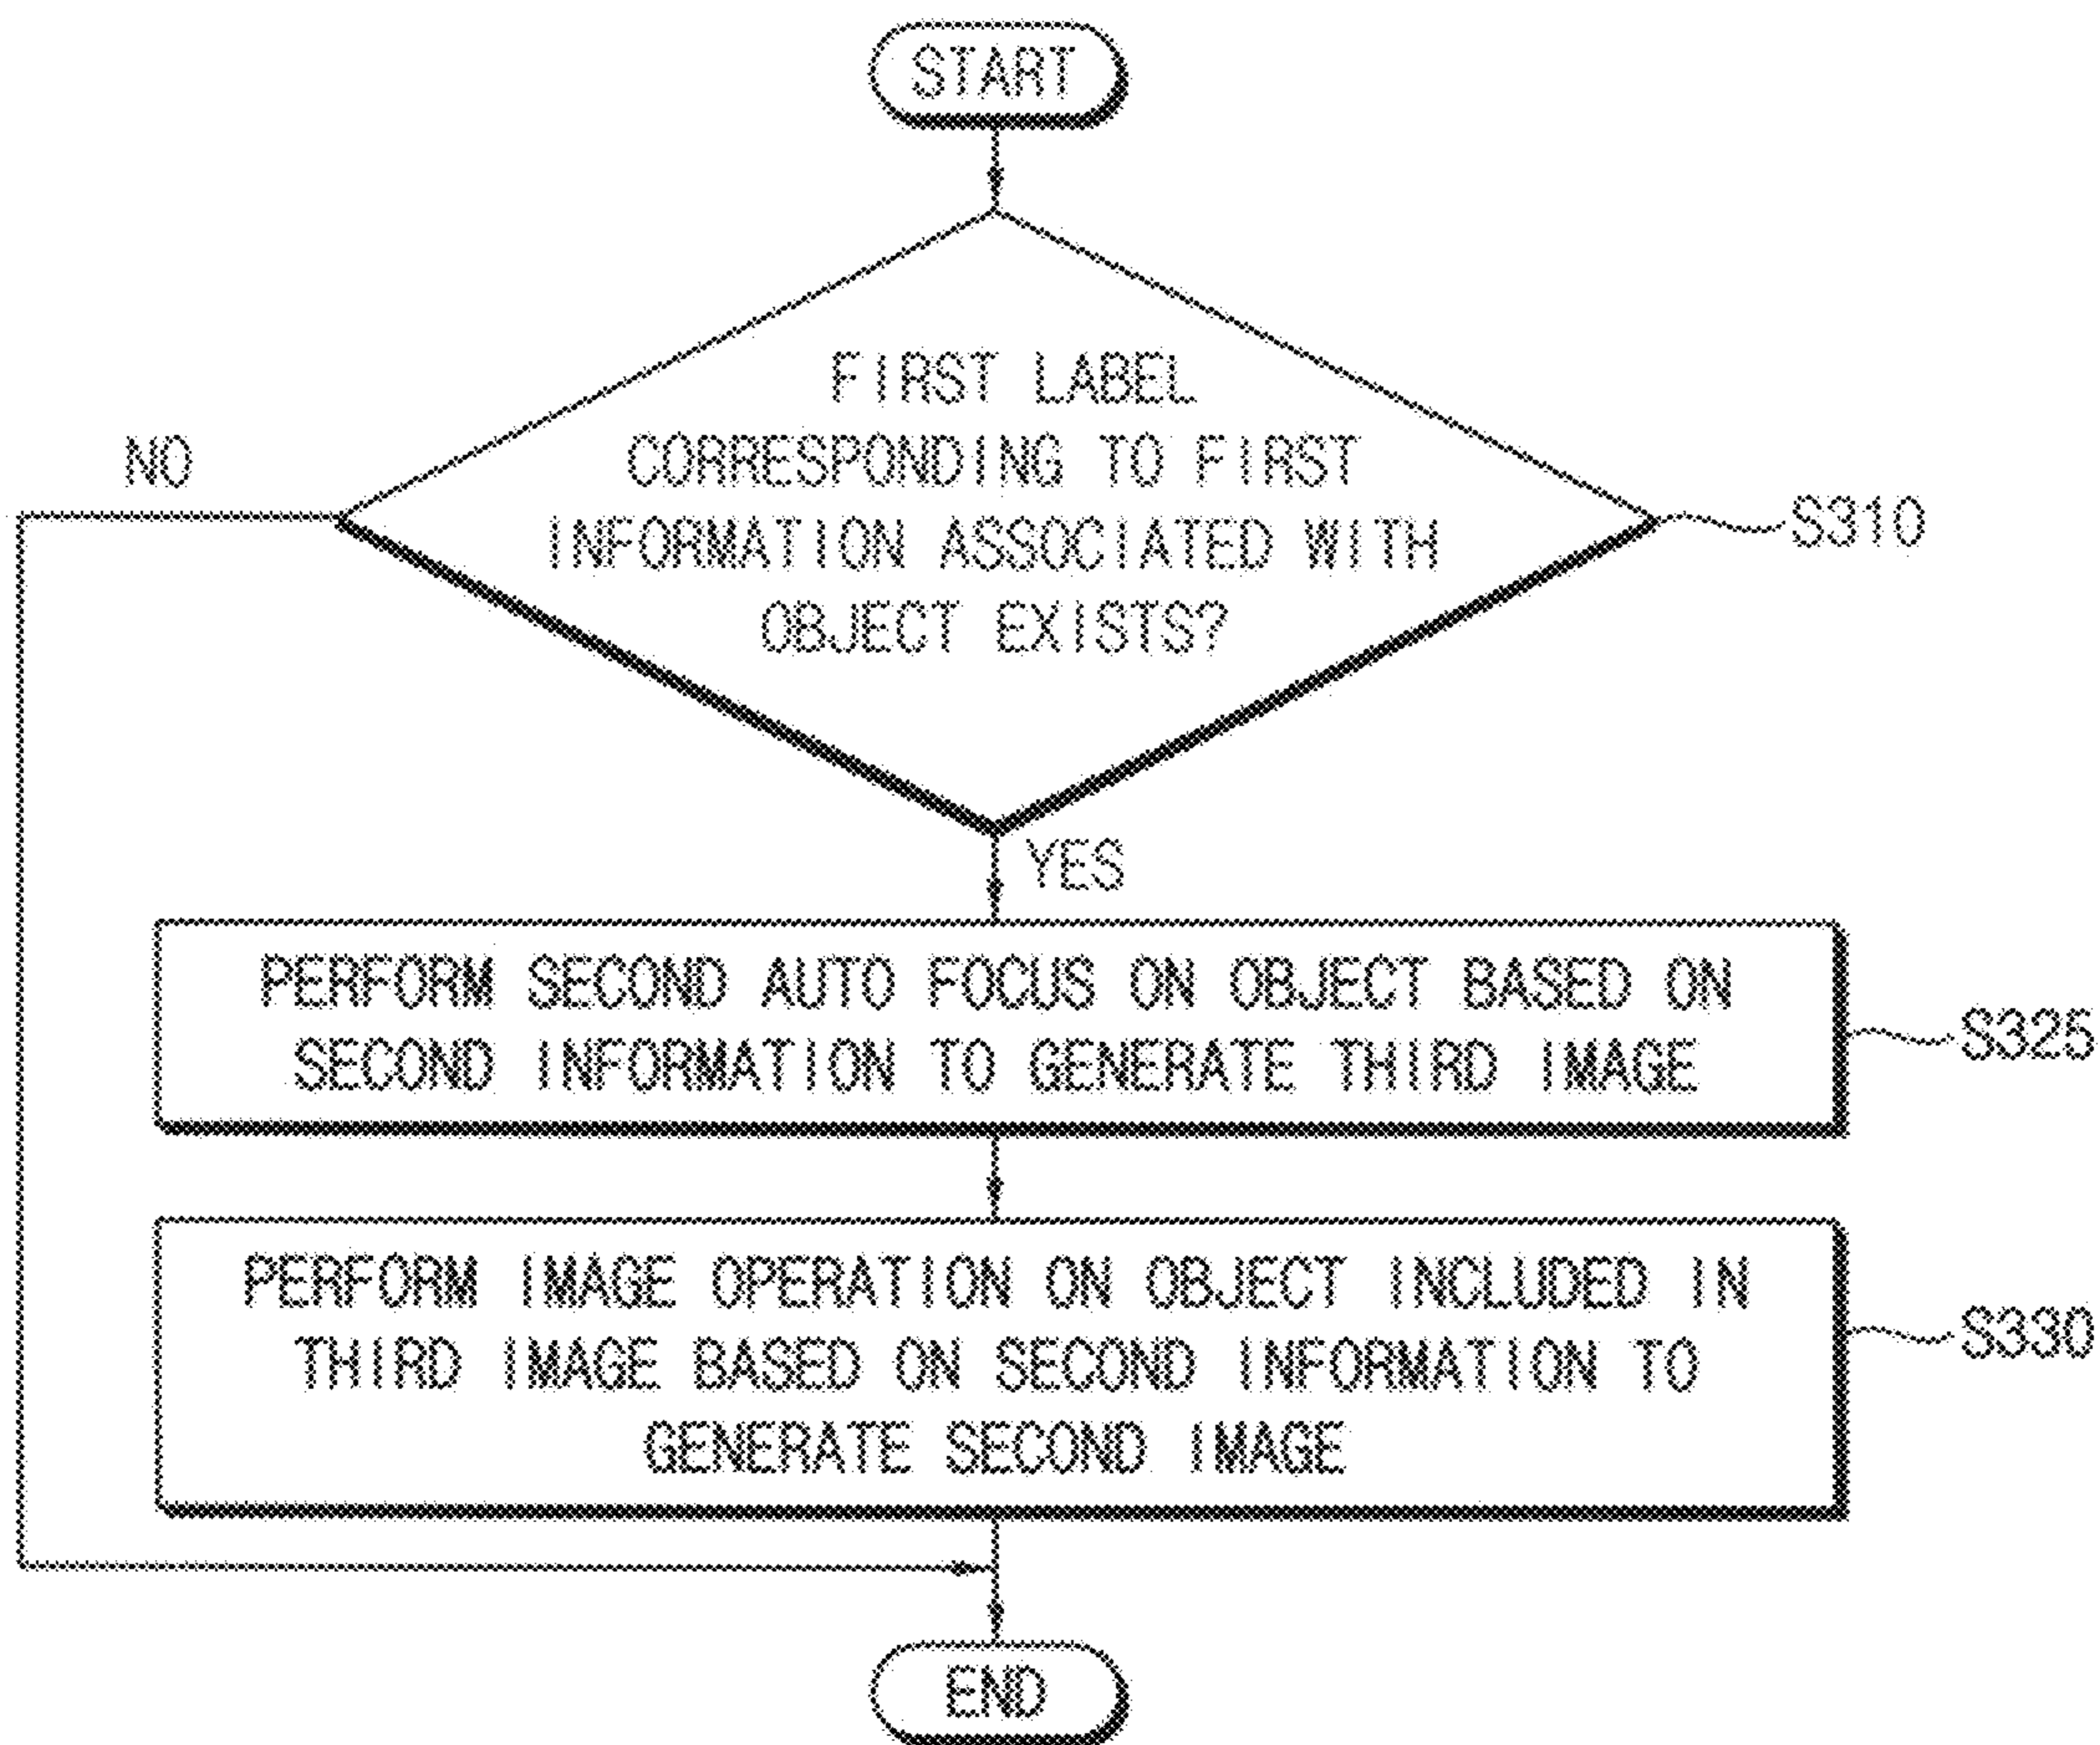 START
FIRST LABEL
CORRESPONDING TO FIRST
INFORMATION ASSOCIATED WITH
OBJECT EXISTS?
NO
S310
YES
PERFORM SECOND AUTO FOCUS ON OBJECT BASED ON
SECOND INFORMATION TO GENERATE THIRD IMAGE
S325
PERFORM IMAGE OPERATION ON OBJECT INCLUDED IN
THIRD IMAGE BASED ON SECOND INFORMATION TO
GENERATE SECOND IMAGE
S330
END